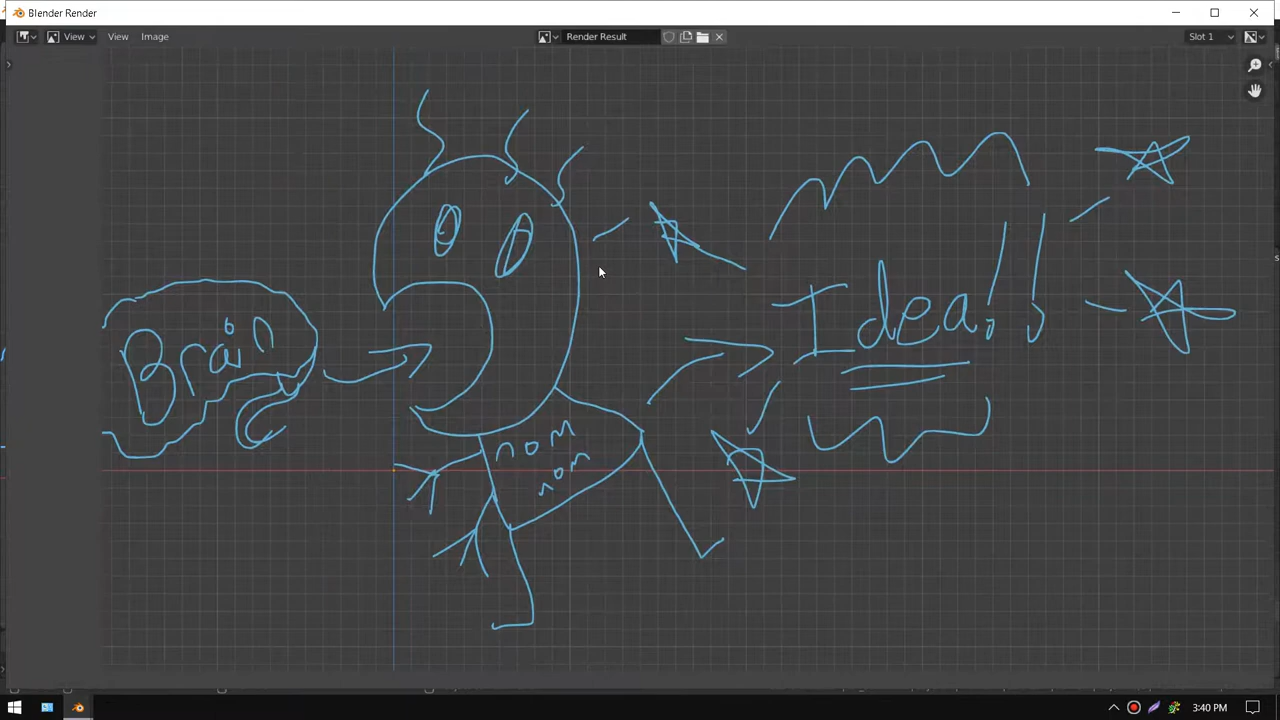 Blender Render
View View Image Render Result Slot 1
Brain
Idea!!
nom
nom
3:40 PM